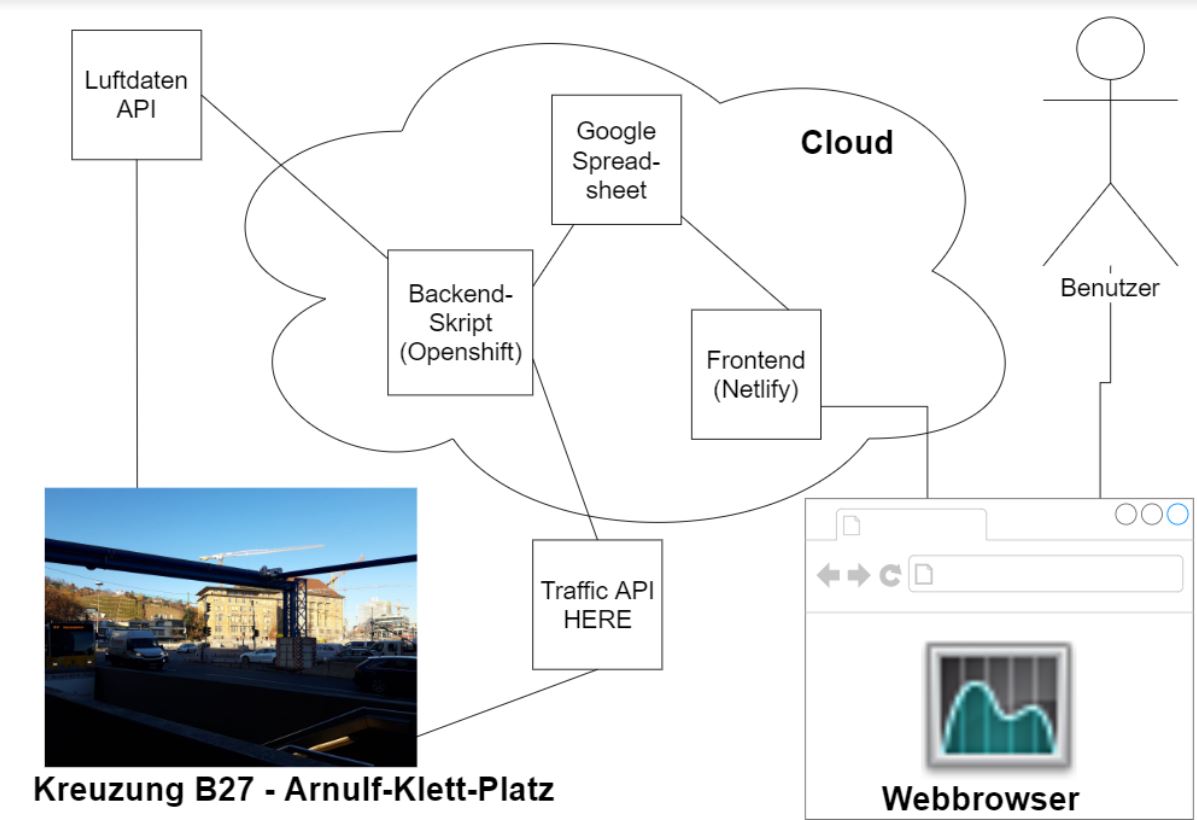 Luftdaten
API
Google
Spread-
sheet
Cloud
Backend-
Skript
(Openshift)
Benutzer
Frontend
(Netlify)
Traffic API
HERE
Kreuzung B27 - Arnulf-Klett-Platz
Webbrowser